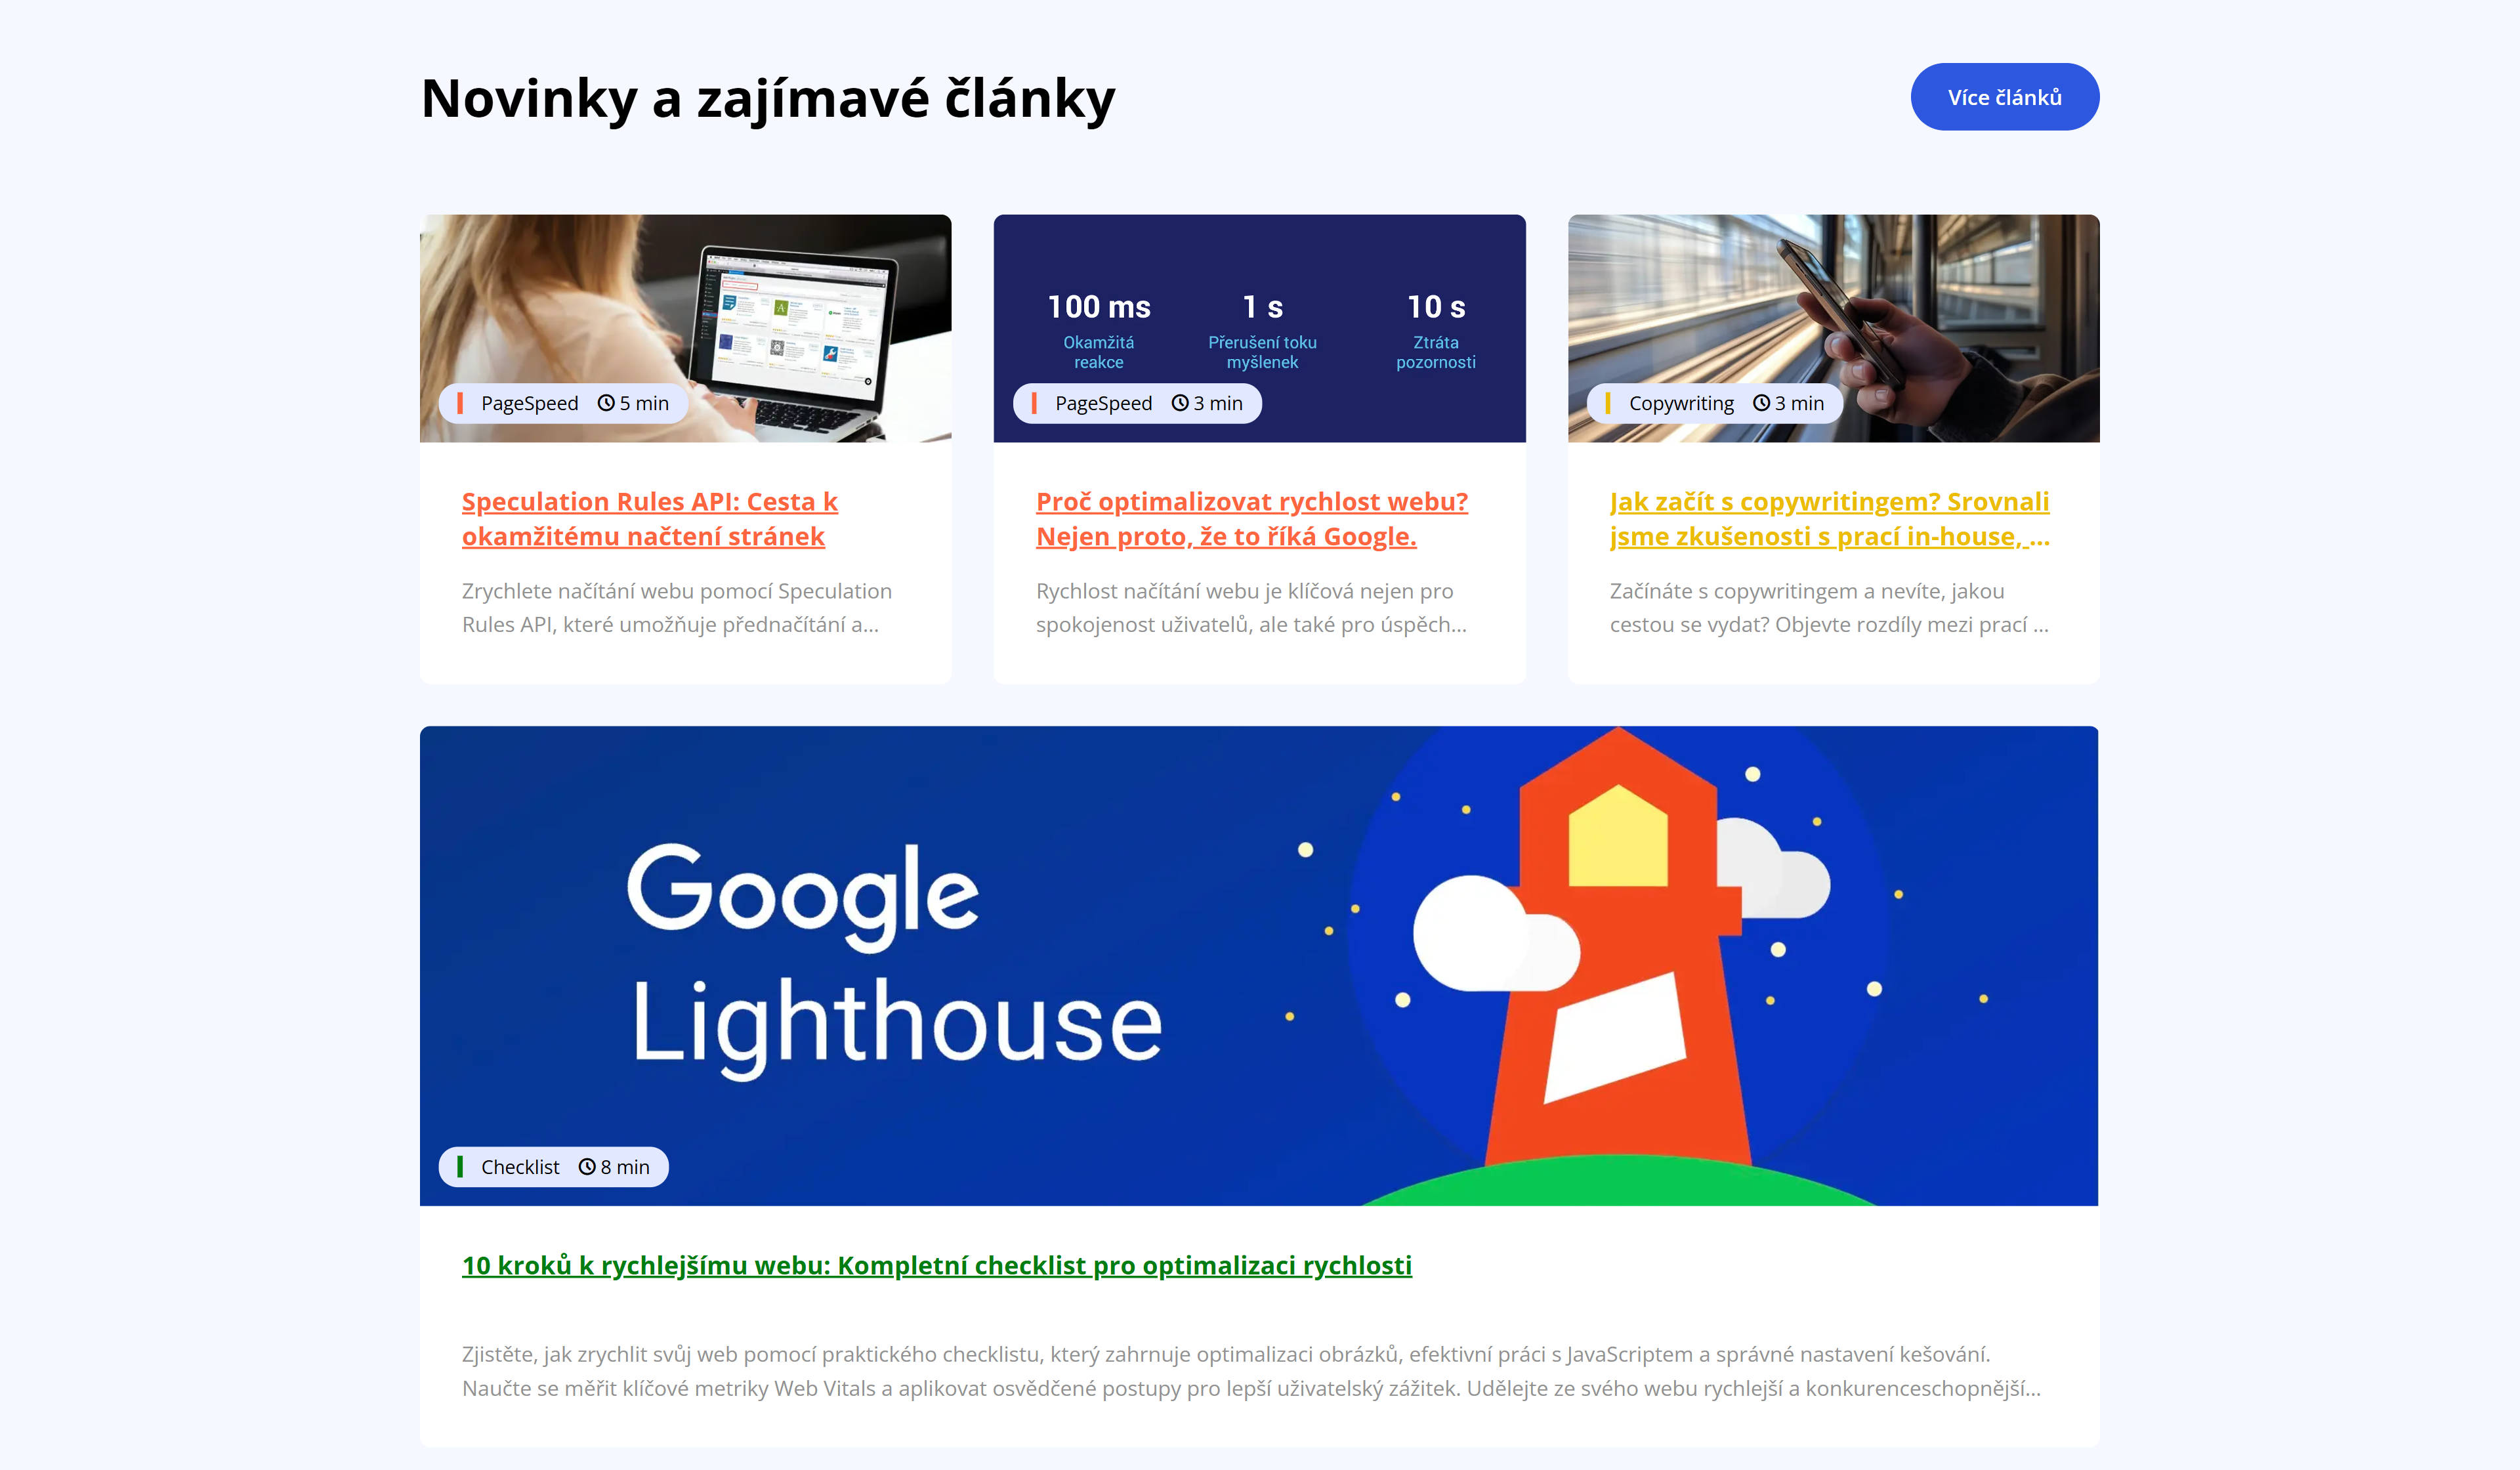 Novinky a zajímavé články
Více článků
PageSpeed 5 min
Speculation Rules API: Cesta k
okamžitému načtení stránek
Zrychlete načítání webu pomocí Speculation
Rules API, které umožňuje přednačítání a...
100 ms
Okamžitá
reakce
1 s
Přerušení toku
myšlenek
10 s
Ztráta
pozornosti
PageSpeed 3 min
Proč optimalizovat rychlost webu?
Nejen proto, že to říká Google.
Rychlost načítání webu je klíčová nejen pro
spokojenost uživatelů, ale také pro úspěch...
Copywriting 3 min
Jak začít s copywritingem? Srovnali
jsme zkušenosti s prací in-house, ...
Začínáte s copywritingem a nevíte, jakou
cestou se vydat? Objevte rozdíly mezi prací ...
Google
Lighthouse
Checklist 8 min
10 kroků k rychlejšímu webu: Kompletní checklist pro optimalizaci rychlosti
Zjistěte, jak zrychlit svůj web pomocí praktického checklistu, který zahrnuje optimalizaci obrázků, efektivní práci s JavaScriptem a správné nastavení kešování.
Naučte se měřit klíčové metriky Web Vitals a aplikovat osvědčené postupy pro lepší uživatelský zážitek. Udělejte ze svého webu rychlejší a konkurenceschopnější...